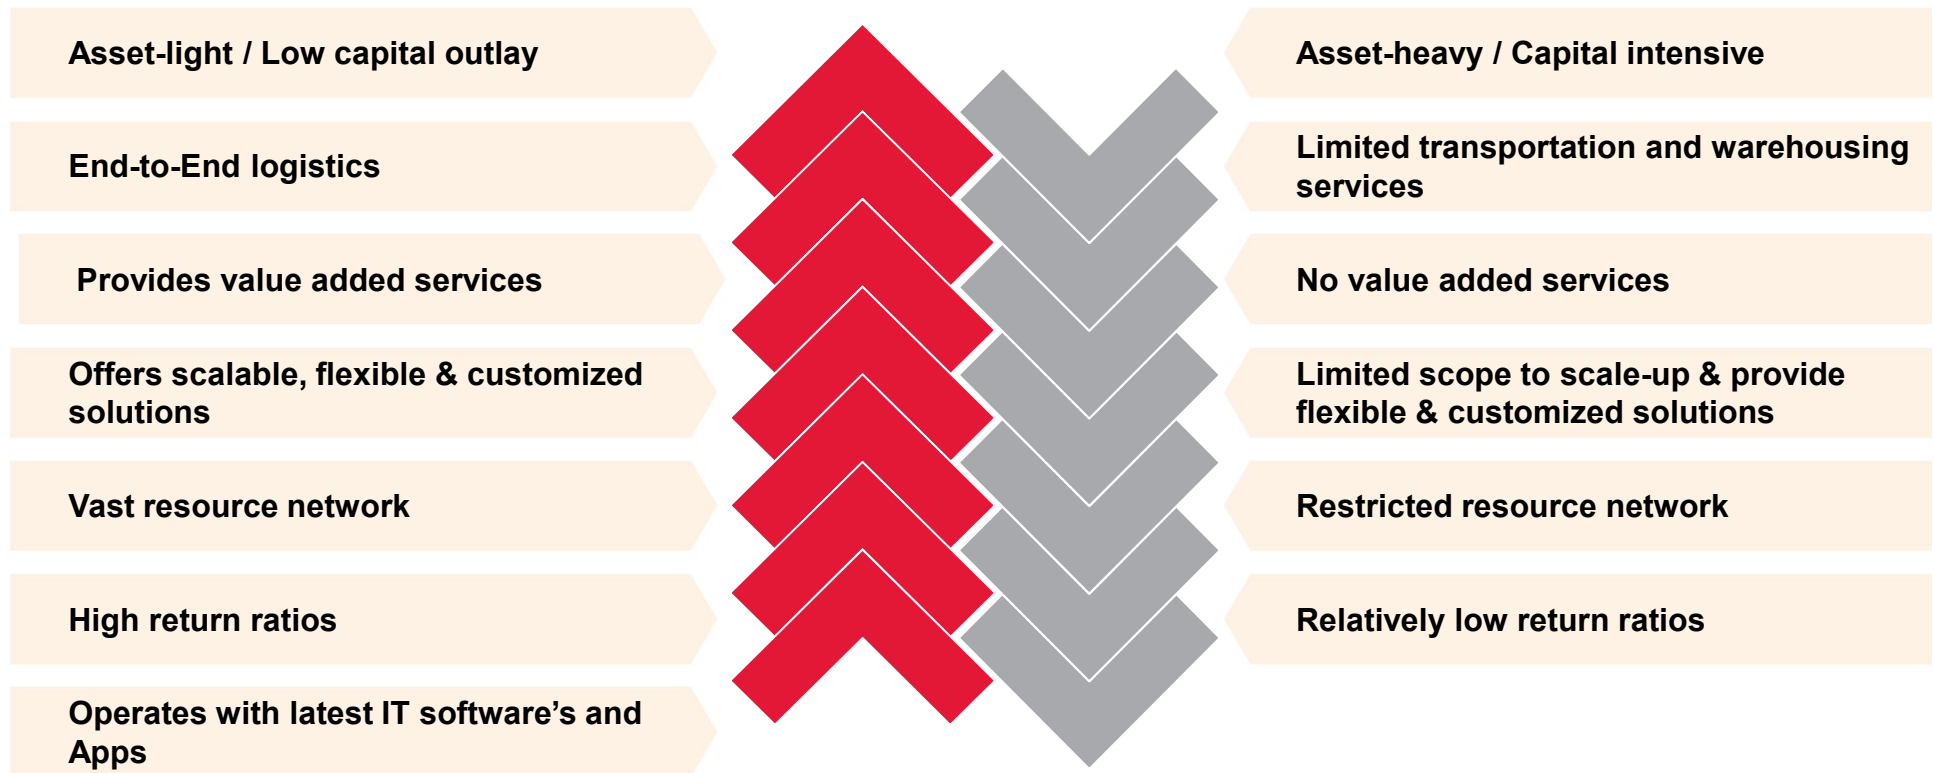 Asset-light / Low capital outlay
End-to-End logistics
Provides value added services
Offers scalable, flexible & customized
solutions
Vast resource network
High return ratios
Operates with latest IT software’s and
Apps
Asset-heavy / Capital intensive
Limited transportation and warehousing
services
No value added services
Limited scope to scale-up & provide
flexible & customized solutions
Restricted resource network
Relatively low return ratios